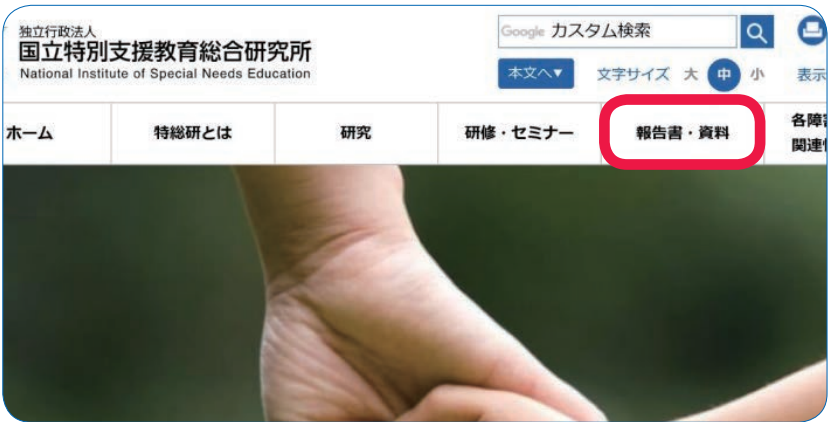 独立行政法人
国立特別支援教育総合研究所
National Institute of Special Needs Education
Google カスタム検索
本文へ▼
文字サイズ 大 中 小
表示
ホーム
特総研とは
研究
研修・セミナー
報告書・資料
各障害
関連